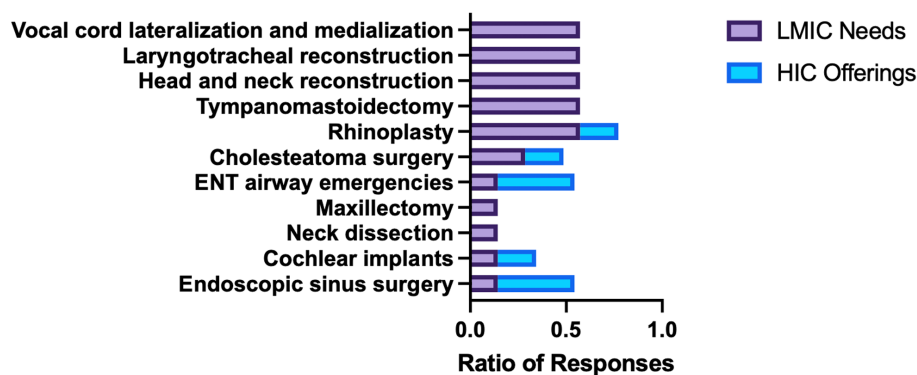 Vocal cord lateralization and medialization
Laryngotracheal reconstruction
Head and neck reconstruction
Tympanomastoidectomy
Rhinoplasty
Cholesteatoma surgery
ENT airway emergencies
Maxillectomy
Neck dissection
Cochlear implants
Endoscopic sinus surgery
0.0 0.5 1.0
Ratio of Responses
LMIC Needs
HIC Offerings